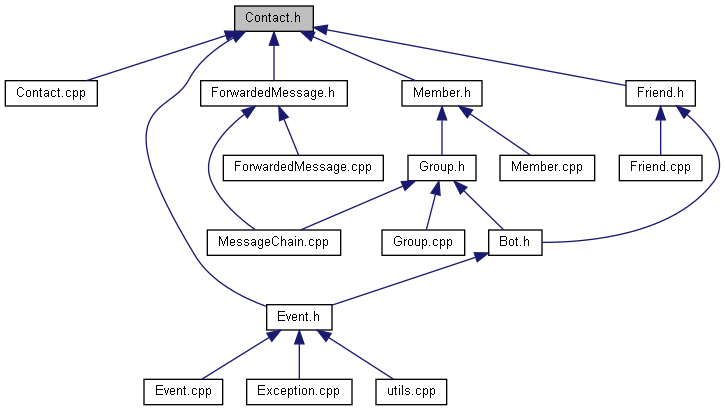 Contact.h
Contact.cpp
ForwardedMessage.h
Member.h
Friend.h
ForwardedMessage.cpp
Group.h
Member.cpp
Friend.cpp
MessageChain.cpp
Group.cpp
Bot.h
Event.h
Event.cpp
Exception.cpp
utils.cpp